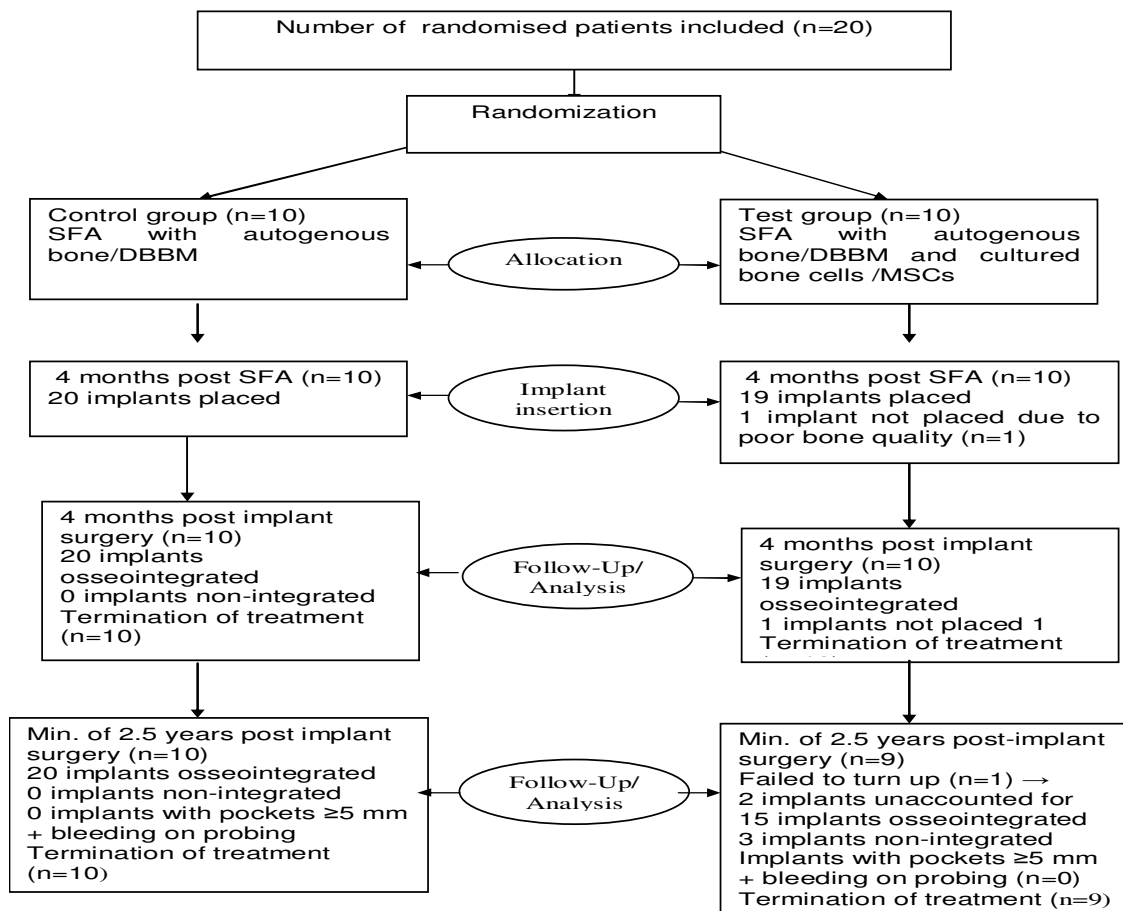 Number of randomised patients included (n=20)
Randomization
Control group (n=10)
SFA with autogenous
bone/DBBM
Allocation
Test group (n=10)
SFA with autogenous
bone/DBBM and cultured
bone cells /MSCs
4 months post SFA (n=10)
20 implants placed
Implant
insertion
4 months post SFA (n=10)
19 implants placed
1 implant not placed due to
poor bone quality (n=1)
4 months post implant
surgery (n=10)
20 implants
osseointegrated
0 implants non-integrated
Termination of treatment
(n=10)
Follow-Up/
Analysis
4 months post implant
surgery (n=10)
19 implants
osseointegrated
1 implants not placed 1
Termination of treatment
Min. of 2.5 years post implant
surgery (n=10)
20 implants osseointegrated
0 implants non-integrated
0 implants with pockets ≥5 mm
+ bleeding on probing
Termination of treatment
(n=10)
Follow-Up/
Analysis
Min. of 2.5 years post-implant
surgery (n=9)
Failed to turn up (n=1) →
2 implants unaccounted for
15 implants osseointegrated
3 implants non-integrated
Implants with pockets ≥5 mm
+ bleeding on probing (n=0)
Termination of treatment (n=9)